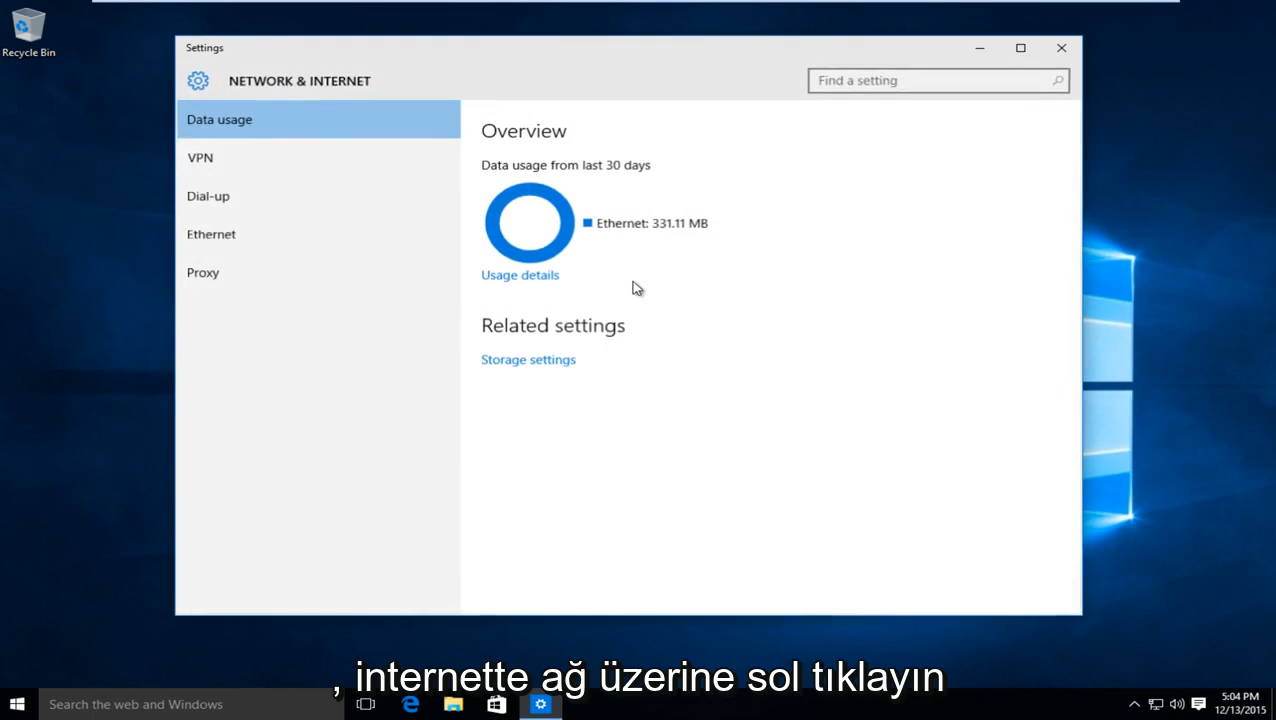 Recycle Bin
Settings
NETWORK & INTERNET
Find a setting
Data usage
VPN
Dial-up
Ethernet
Proxy
Overview
Data usage from last 30 days
Ethernet: 331.11 MB
Usage details
Related settings
Storage settings
, internette ağ üzerine sol tıklayın
Search the web and Windows
5:04 PM
12/13/2015